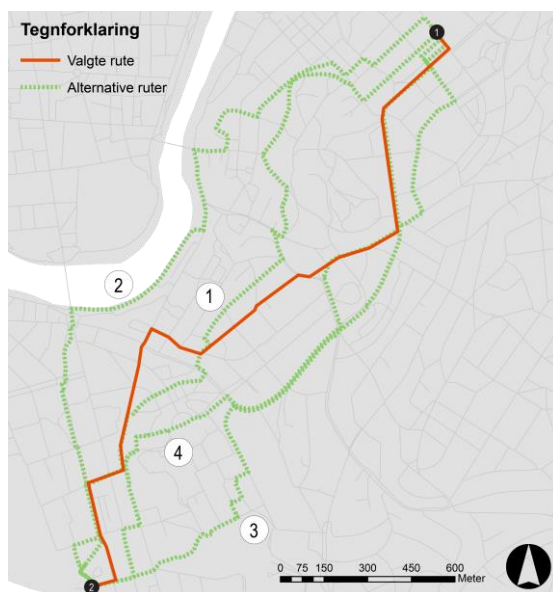 Tegnforklaring
Valgte rute
Alternative ruter
1
2
1
4
3
2
0 75 150 300 450 600
Meter